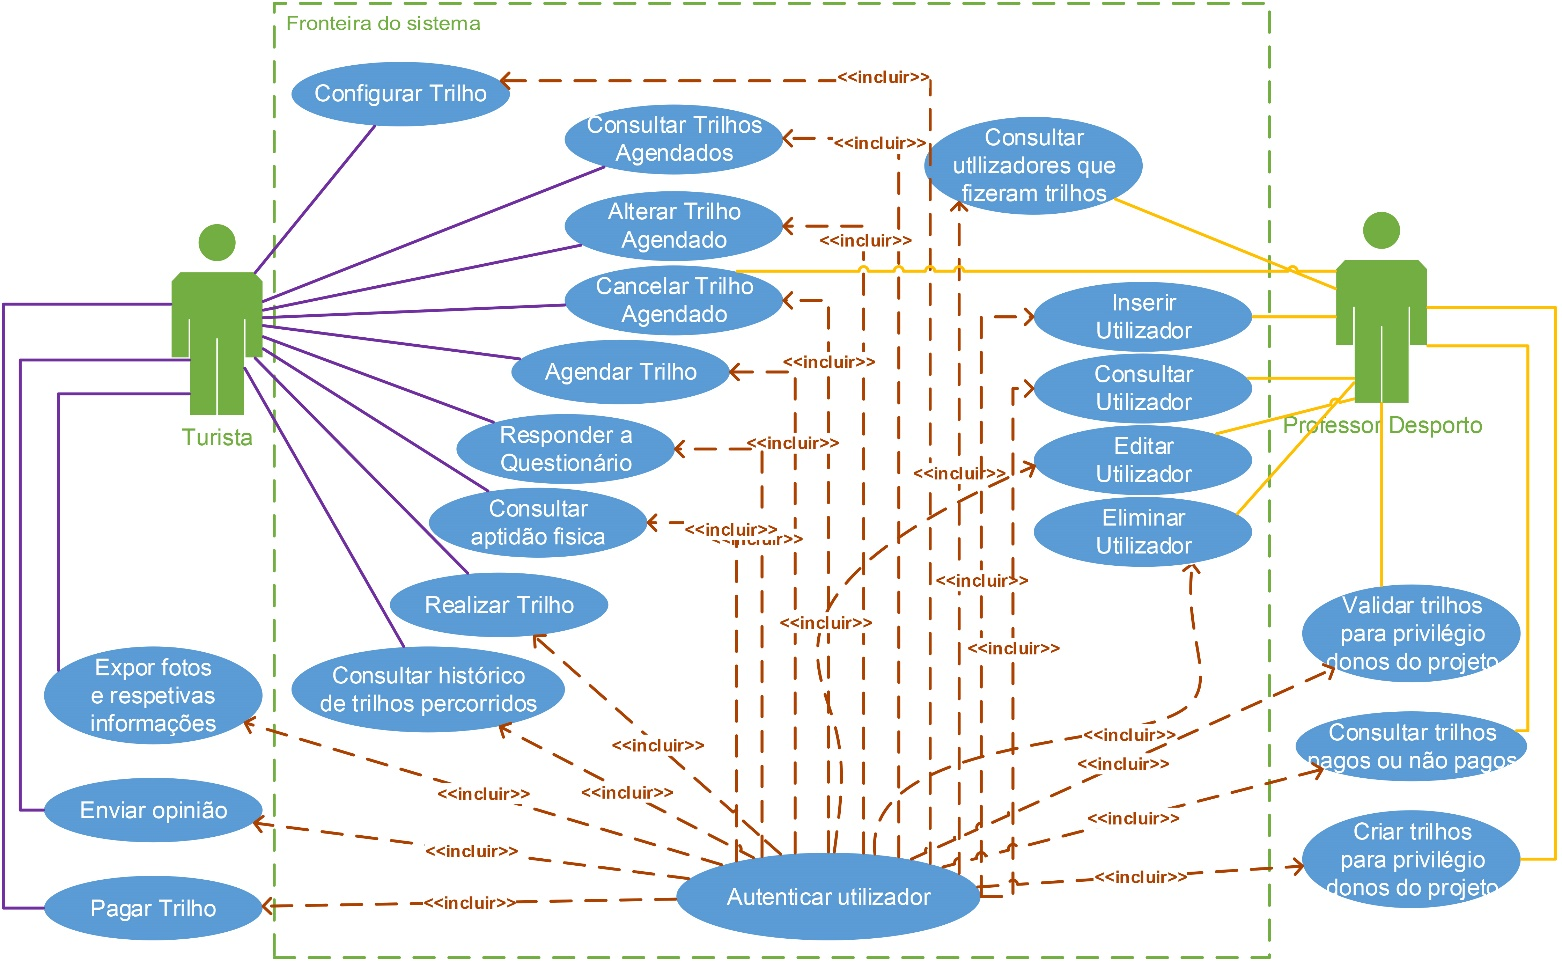 Fronteira do sistema
Configurar Trilho
<<incluir>>
Consultar Trilhos
Agendados
<<incluir>>
Consultar
utIlizadores que
fizeram trilhos
Alterar Trilho
Agendado
<<incluir>>
Cancelar Trilho
Agendado
Inserir
Utilizador
Agendar Trilho
<<incluir>>
Consultar
Utilizador
Turista
Professor Desporto
Responder a
Questionário
<<incluir>>
Editar
Utilizador
<<incluir>>
Consultar
aptidão fisica
<<incluir>>
<<incluir>>
Eliminar
Utilizador
<<incluir>>
Realizar Trilho
<<incluir>>
Validar trilhos
para privilégio
donos do projeto
<<incluir>>
Expor fotos
e respetivas
informações
Consultar histórico
de trilhos percorridos
<<incluir>>
<<incluir>>
Consultar trilhos
pagos ou não pagos
<<incluir>>
<<incluir>>
<<incluir>>
Enviar opinião
<<incluir>>
Criar trilhos
para privilégio
donos do projeto
<<incluir>>
<<incluir>>
Pagar Trilho
<<incluir>>
Autenticar utilizador